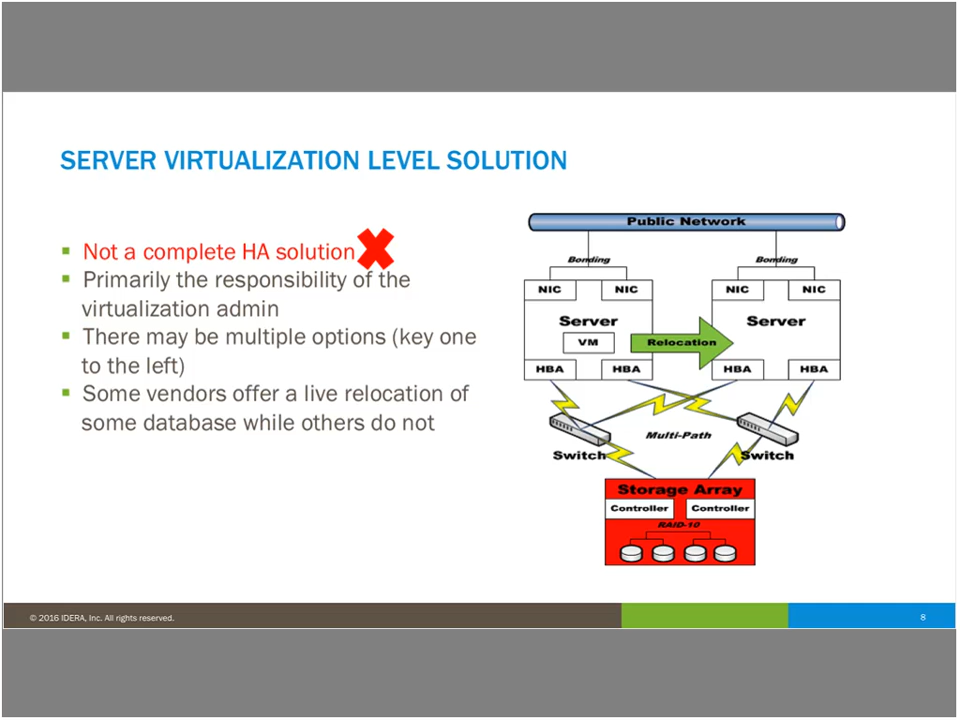 SERVER VIRTUALIZATION LEVEL SOLUTION
Not a complete HA solution
Primarily the responsibility of the
virtualization admin
There may be multiple options (key one
to the left)
Some vendors offer a live relocation of
some database while others do not
Public Network
Bonding Bonding
NIC NIC NIC NIC
Server Server
VM Relocation
HBA HBA HBA HBA
Multi-Path
Switch Switch
Storage Array
Controller Controller
RAID-10
© 2016 IDERA, Inc. All rights reserved.
8